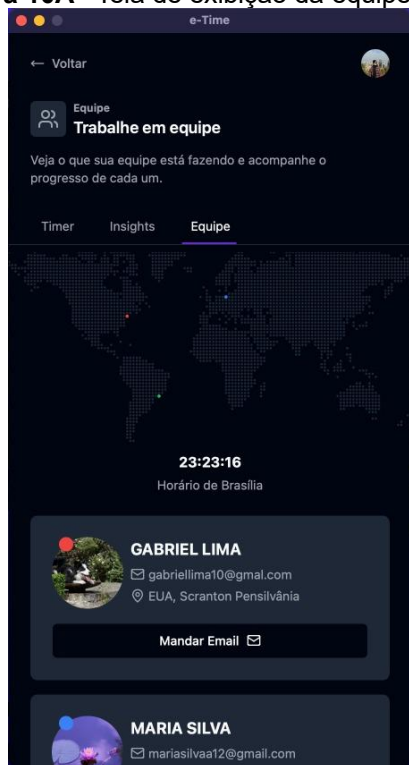 a 10A - Tela de exibição da equipe
e-Time
← Voltar
Equipe
Trabalhe em equipe
Veja o que sua equipe está fazendo e acompanhe o
progresso de cada um.
Timer Insights Equipe
23:23:16
Horário de Brasília
GABRIEL LIMA
gabriellima10@gmal.com
EUA, Scranton Pensilvânia
Mandar Email
MARIA SILVA
mariasilvaa12@gmail.com